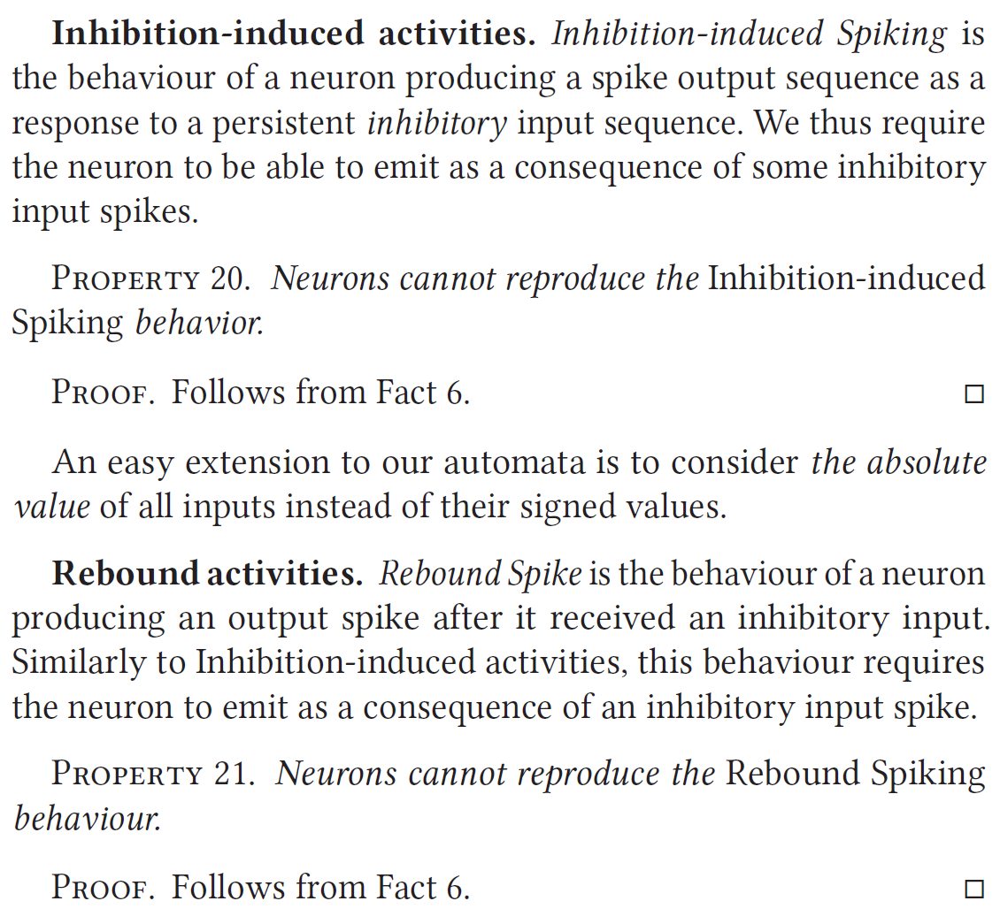 Inhibition-induced activities. Inhibition-induced Spiking is
the behaviour of a neuron producing a spike output sequence as a
response to a persistent inhibitory input sequence. We thus require
the neuron to be able to emit as a consequence of some inhibitory
input spikes.
Property 20. Neurons cannot reproduce the Inhibition-induced
Spiking behavior.
Proof. Follows from Fact 6. □
An easy extension to our automata is to consider the absolute
value of all inputs instead of their signed values.
Rebound activities. Rebound Spike is the behaviour of a neuron
producing an output spike after it received an inhibitory input.
Similarly to Inhibition-induced activities, this behaviour requires
the neuron to emit as a consequence of an inhibitory input spike.
Property 21. Neurons cannot reproduce the Rebound Spiking
behaviour.
Proof. Follows from Fact 6. □